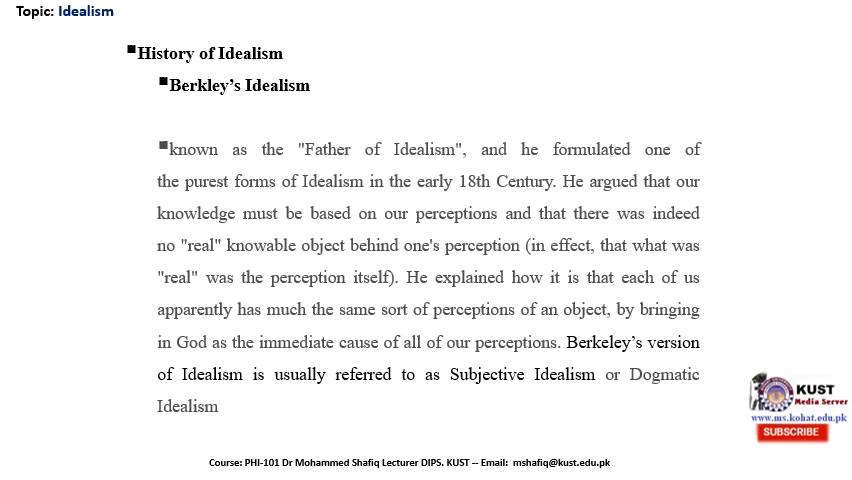 Topic: Idealism
▪History of Idealism
▪Berkley’s Idealism
▪known as the "Father of Idealism", and he formulated one of
the purest forms of Idealism in the early 18th Century. He argued that our
knowledge must be based on our perceptions and that there was indeed
no "real" knowable object behind one's perception (in effect, that what was
"real" was the perception itself). He explained how it is that each of us
apparently has much the same sort of perceptions of an object, by bringing
in God as the immediate cause of all of our perceptions. Berkeley’s version
of Idealism is usually referred to as Subjective Idealism or Dogmatic
Idealism
KUST
Media Server
www.ms.kohat.edu.pk
SUBSCRIBE
Course: PHI-101 Dr Mohammed Shafiq Lecturer DIPS. KUST -- Email: mshafiq@kust.edu.pk